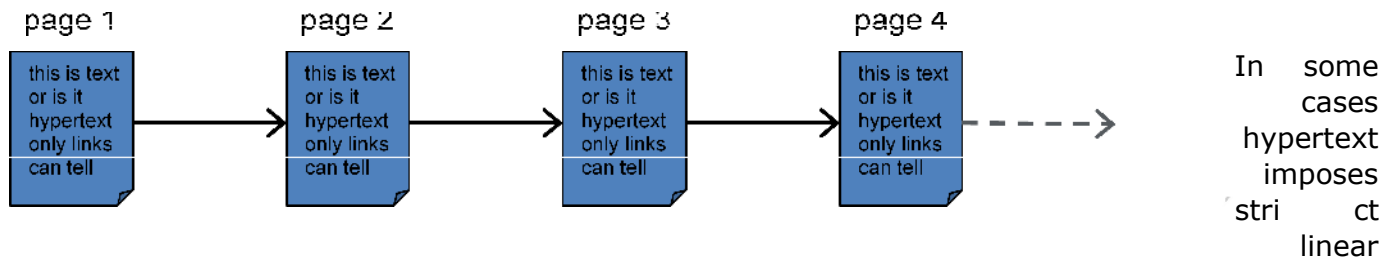 page 1 page 2 page 3 page 4
this is text
or is it
hypertext
only links
can tell
this is text
or is it
hypertext
only links
can tell
this is text
or is it
hypertext
only links
can tell
this is text
or is it
hypertext
only links
can tell
In some
cases
hypertext
imposes
stri ct
linear